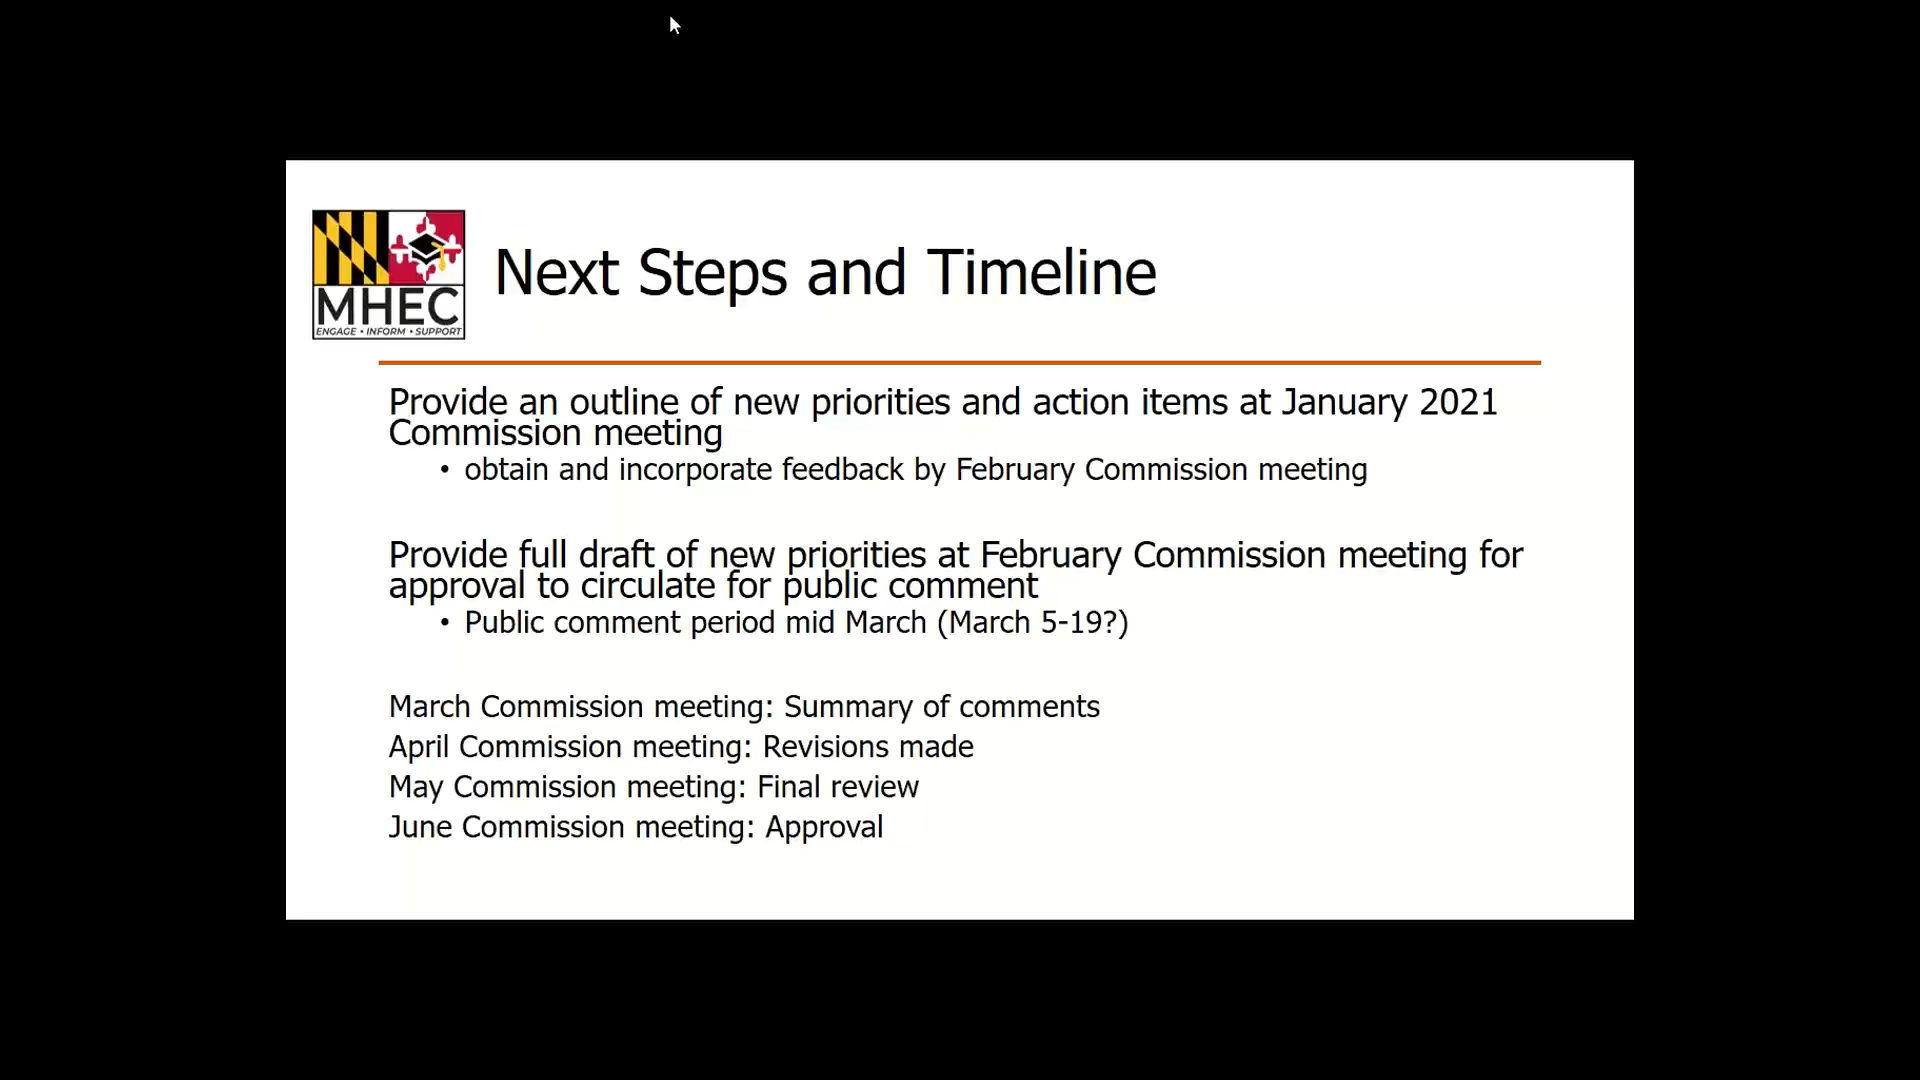 MHEC
ENGAGE • INFORM • SUPPORT
Next Steps and Timeline
Provide an outline of new priorities and action items at January 2021
Commission meeting
• obtain and incorporate feedback by February Commission meeting
Provide full draft of new priorities at February Commission meeting for
approval to circulate for public comment
• Public comment period mid March (March 5-19?)
March Commission meeting: Summary of comments
April Commission meeting: Revisions made
May Commission meeting: Final review
June Commission meeting: Approval